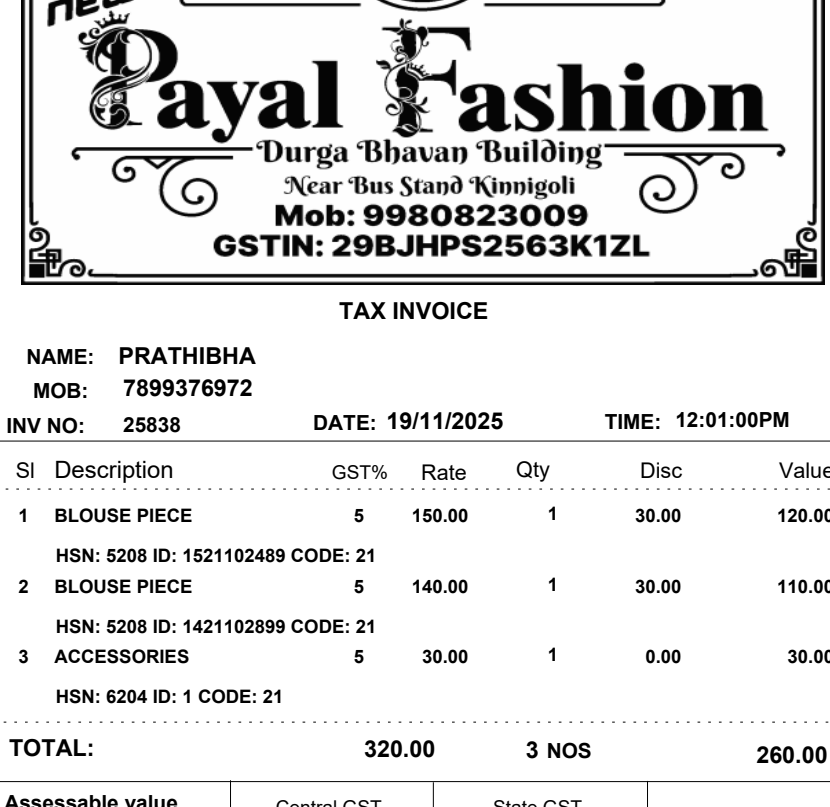 new
Payal Fashion
Durga Bhavan Building
Near Bus Stand Kinnigoli
Mob: 9980823009
GSTIN: 29BJHPS2563K1ZL
TAX INVOICE
NAME: PRATHIBHA
MOB: 7899376972
INV NO: 25838 DATE: 19/11/2025 TIME: 12:01:00PM
Sl Description GST% Rate Qty Disc Value
1 BLOUSE PIECE 5 150.00 1 30.00 120.00
HSN: 5208 ID: 1521102489 CODE: 21
2 BLOUSE PIECE 5 140.00 1 30.00 110.00
HSN: 5208 ID: 1421102899 CODE: 21
3 ACCESSORIES 5 30.00 1 0.00 30.00
HSN: 6204 ID: 1 CODE: 21
TOTAL: 320.00 3 NOS 260.00
Assessable value Central GST State GST